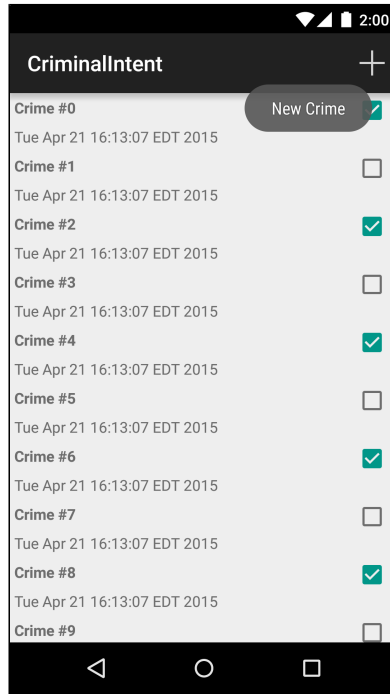 2:00
CriminalIntent
New Crime
Crime #0
Tue Apr 21 16:13:07 EDT 2015
Crime #1
Tue Apr 21 16:13:07 EDT 2015
Crime #2
Tue Apr 21 16:13:07 EDT 2015
Crime #3
Tue Apr 21 16:13:07 EDT 2015
Crime #4
Tue Apr 21 16:13:07 EDT 2015
Crime #5
Tue Apr 21 16:13:07 EDT 2015
Crime #6
Tue Apr 21 16:13:07 EDT 2015
Crime #7
Tue Apr 21 16:13:07 EDT 2015
Crime #8
Tue Apr 21 16:13:07 EDT 2015
Crime #9